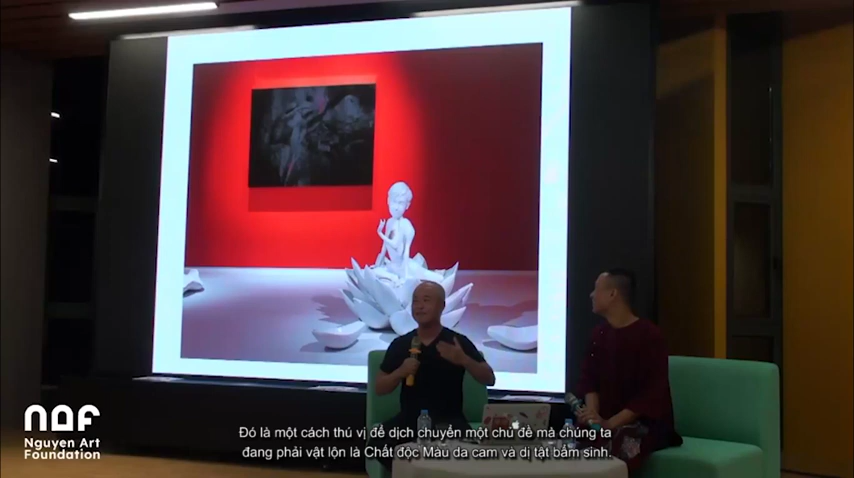 Đó là một cách thú vị để dịch chuyển một chủ đề mà chúng ta
đang phải vật lộn là Chất độc Màu da cam và dị tật bẩm sinh.
naf
Nguyen Art
Foundation